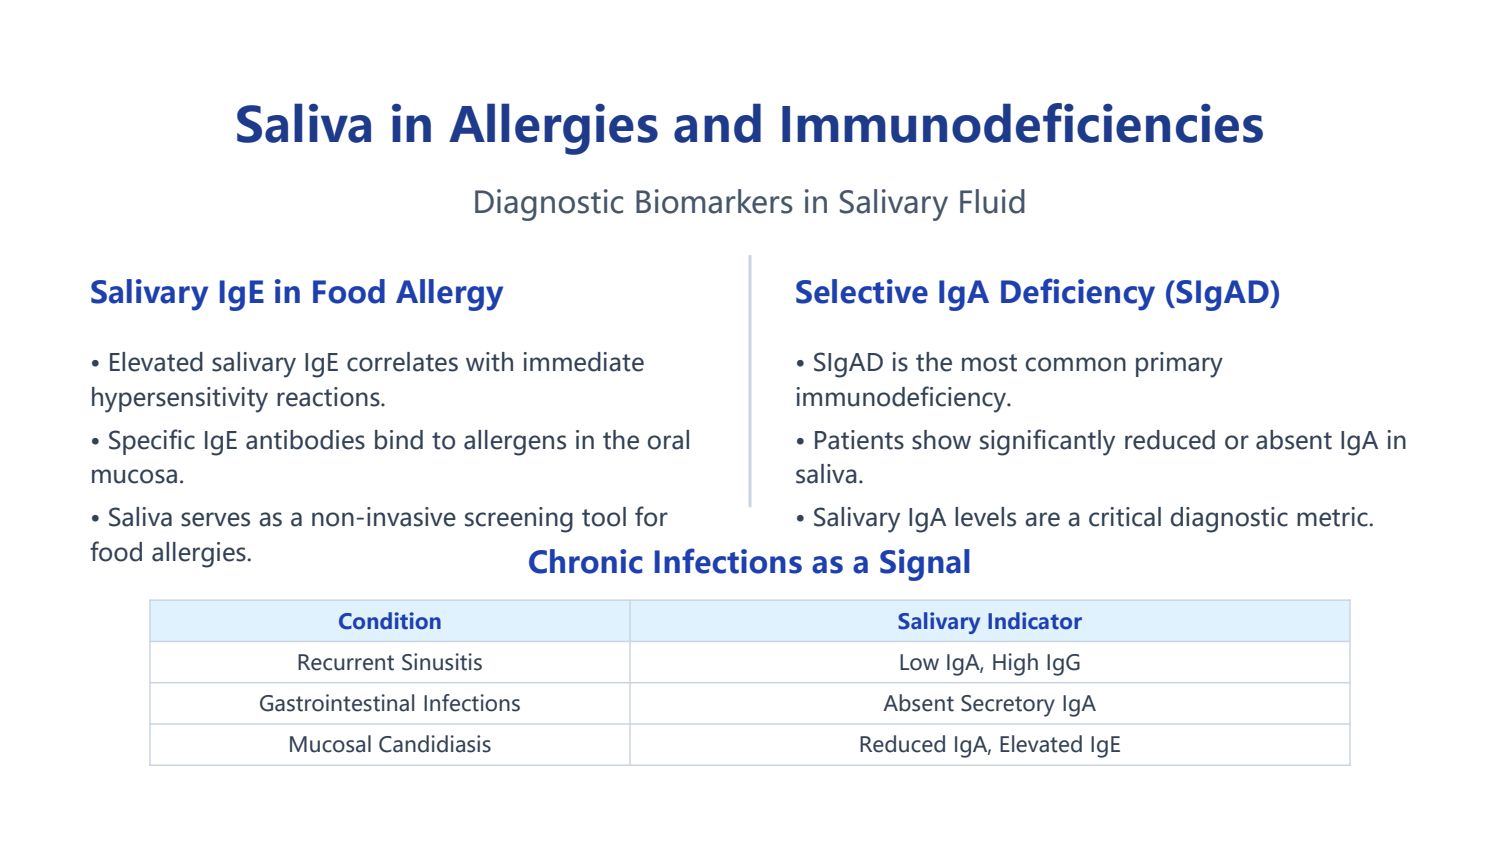 Saliva in Allergies and Immunodeficiencies
Diagnostic Biomarkers in Salivary Fluid
Salivary IgE in Food Allergy
• Elevated salivary IgE correlates with immediate
hypersensitivity reactions.
• Specific IgE antibodies bind to allergens in the oral
mucosa.
• Saliva serves as a non-invasive screening tool for
food allergies.
Selective IgA Deficiency (SIgAD)
• SIgAD is the most common primary
immunodeficiency.
• Patients show significantly reduced or absent IgA in
saliva.
• Salivary IgA levels are a critical diagnostic metric.
Chronic Infections as a Signal
Condition Salivary Indicator
Recurrent Sinusitis Low IgA, High IgG
Gastrointestinal Infections Absent Secretory IgA
Mucosal Candidiasis Reduced IgA, Elevated IgE